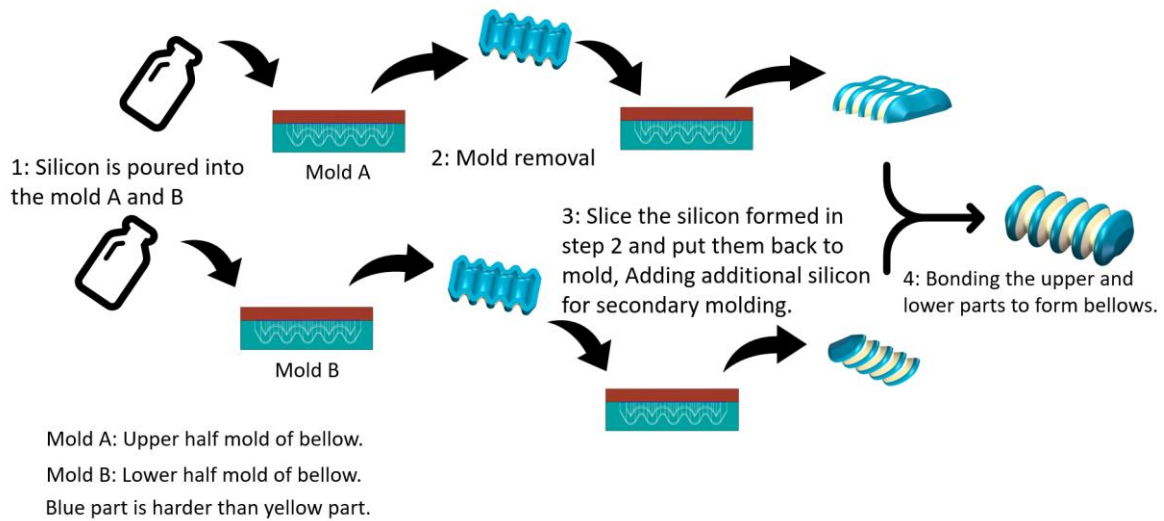 1: Silicon is poured into
the mold A and B
Mold A
2: Mold removal
Mold B
3: Slice the silicon formed in
step 2 and put them back to
mold, Adding additional silicon
for secondary molding.
4: Bonding the upper and
lower parts to form bellows.
Mold A: Upper half mold of bellow.
Mold B: Lower half mold of bellow.
Blue part is harder than yellow part.